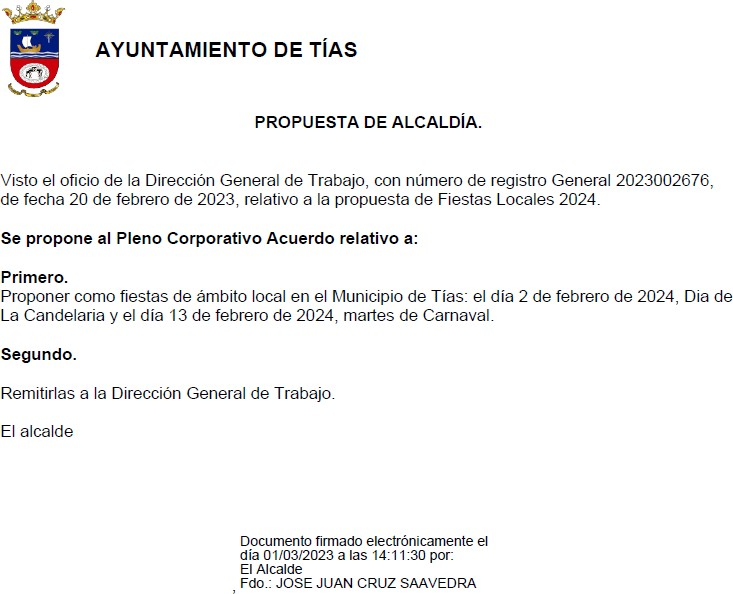 AYUNTAMIENTO DE TÍAS
PROPUESTA DE ALCALDÍA.
Visto el oficio de la Dirección General de Trabajo, con número de registro General 2023002676,
de fecha 20 de febrero de 2023, relativo a la propuesta de Fiestas Locales 2024.
Se propone al Pleno Corporativo Acuerdo relativo a:
Primero.
Proponer como fiestas de ámbito local en el Municipio de Tías: el día 2 de febrero de 2024, Dia de
La Candelaria y el día 13 de febrero de 2024, martes de Carnaval.
Segundo.
Remitirlas a la Dirección General de Trabajo.
El alcalde
Documento firmado electrónicamente el
día 01/03/2023 a las 14:11:30 por:
El Alcalde
, Fdo.: JOSE JUAN CRUZ SAAVEDRA